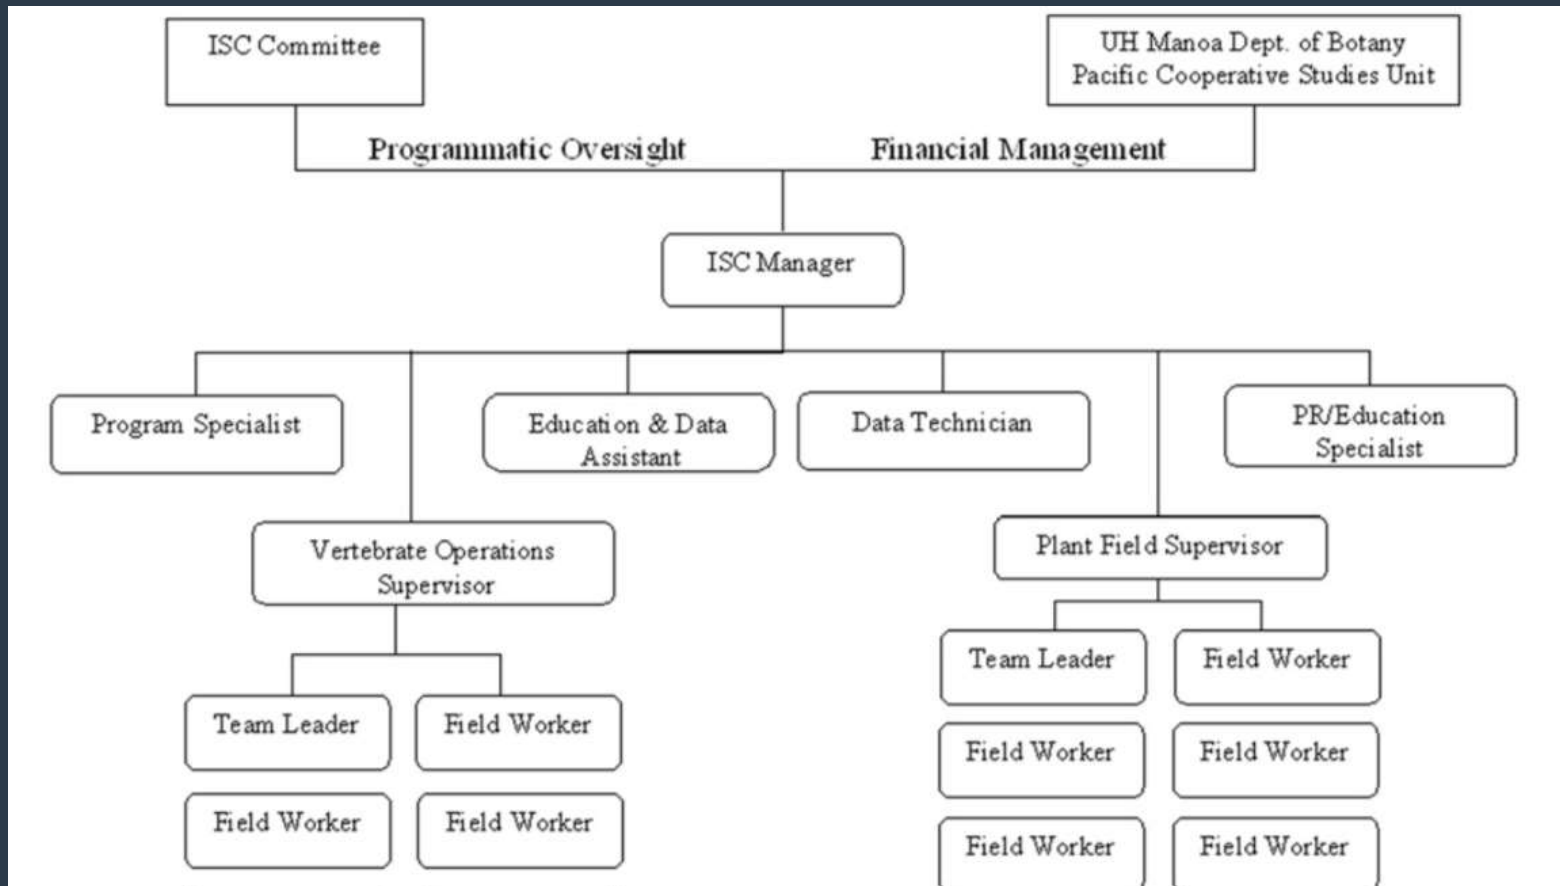 ISC Committee
UH Manoa Dept. of Botany
Pacific Cooperative Studies Unit
Programmatic Oversight
Financial Management
ISC Manager
Program Specialist
Education & Data
Assistant
Data Technician
PR/Education
Specialist
Vertebrate Operations
Supervisor
Plant Field Supervisor
Team Leader
Field Worker
Field Worker
Field Worker
Team Leader
Field Worker
Field Worker
Field Worker
Field Worker
Field Worker